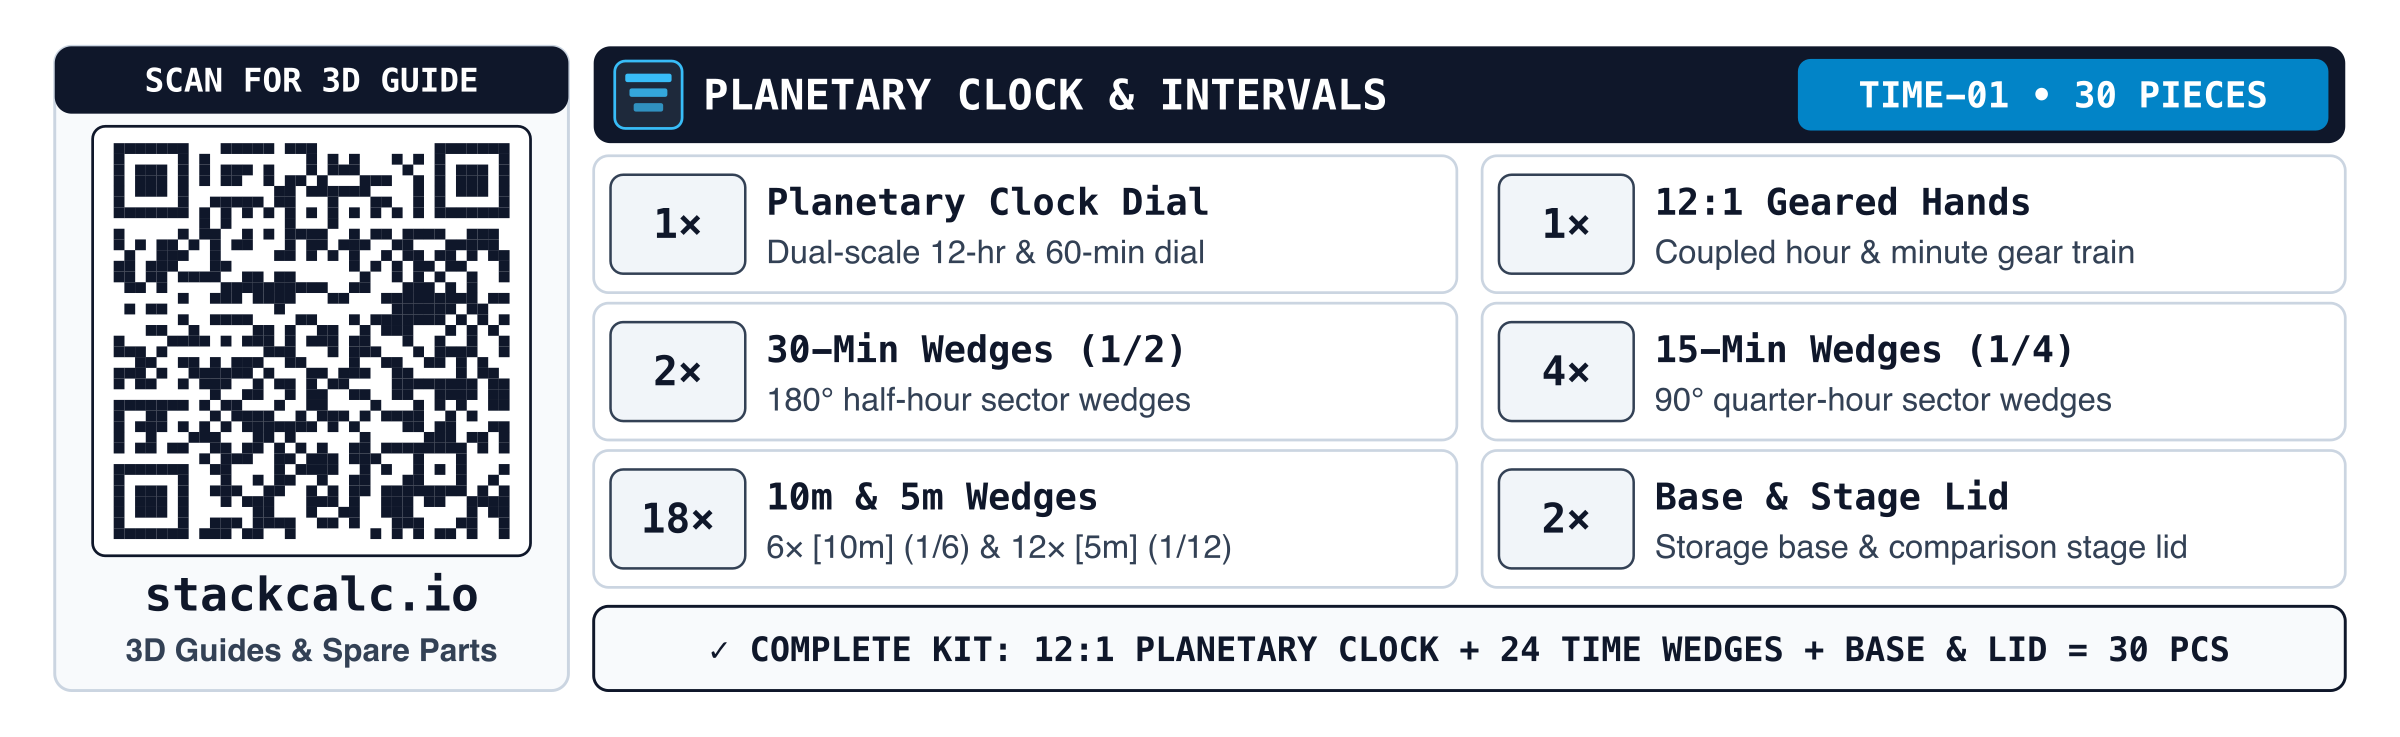 SCAN FOR 3D GUIDE
stackcalc.io
3D Guides & Spare Parts
PLANETARY CLOCK & INTERVALS
TIME–01 • 30 PIECES
1×
Planetary Clock Dial
Dual-scale 12-hr & 60-min dial
1×
12:1 Geared Hands
Coupled hour & minute gear train
2×
30–Min Wedges (1/2)
180° half-hour sector wedges
4×
15–Min Wedges (1/4)
90° quarter-hour sector wedges
18×
10m & 5m Wedges
6× [10m] (1/6) & 12× [5m] (1/12)
2×
Base & Stage Lid
Storage base & comparison stage lid
✓ COMPLETE KIT: 12:1 PLANETARY CLOCK + 24 TIME WEDGES + BASE & LID = 30 PCS